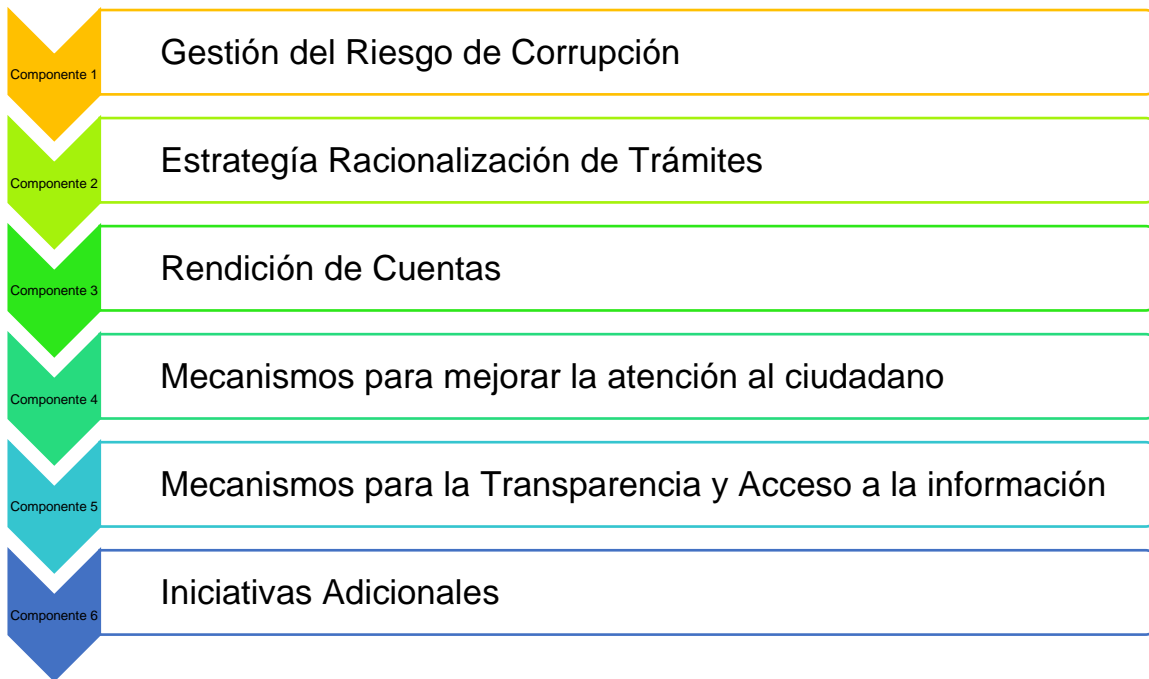 Componente 1
Gestión del Riesgo de Corrupción
Componente 2
Estrategía Racionalización de Trámites
Componente 3
Rendición de Cuentas
Componente 4
Mecanismos para mejorar la atención al ciudadano
Componente 5
Mecanismos para la Transparencia y Acceso a la información
Componente 6
Iniciativas Adicionales